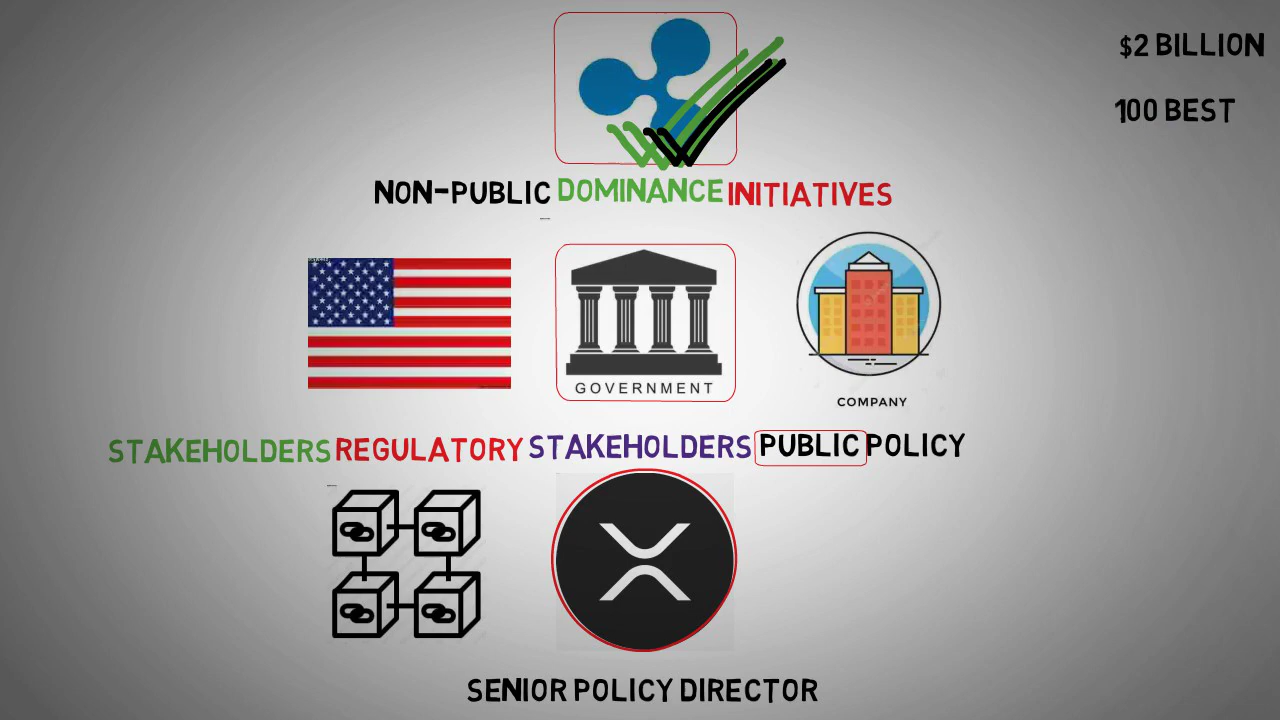 $2 BILLION
100 BEST
NON-PUBLIC DOMINANCE INITIATIVES
GOVERNMENT
COMPANY
STAKEHOLDERS REGULATORY STAKEHOLDERS PUBLIC POLICY
SENIOR POLICY DIRECTOR